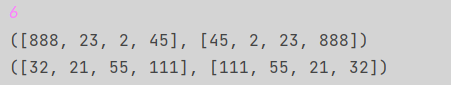 6
([888, 23, 2, 45], [45, 2, 23, 888])
([32, 21, 55, 111], [111, 55, 21, 32])